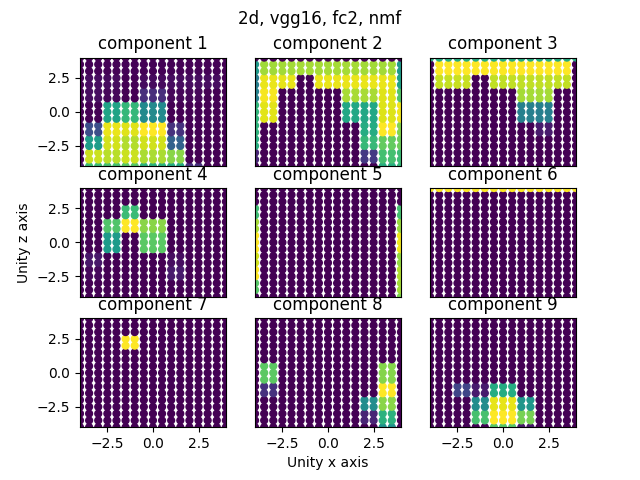 2d, vgg16, fc2, nmf
component 1 component 2 component 3
2.5
0.0
−2.5
component 4 component 5 component 6
2.5
0.0
−2.5
component 7 component 8 component 9
2.5
0.0
−2.5
−2.5 0.0 2.5 −2.5 0.0 2.5 −2.5 0.0 2.5
Unity x axis
Unity z axis